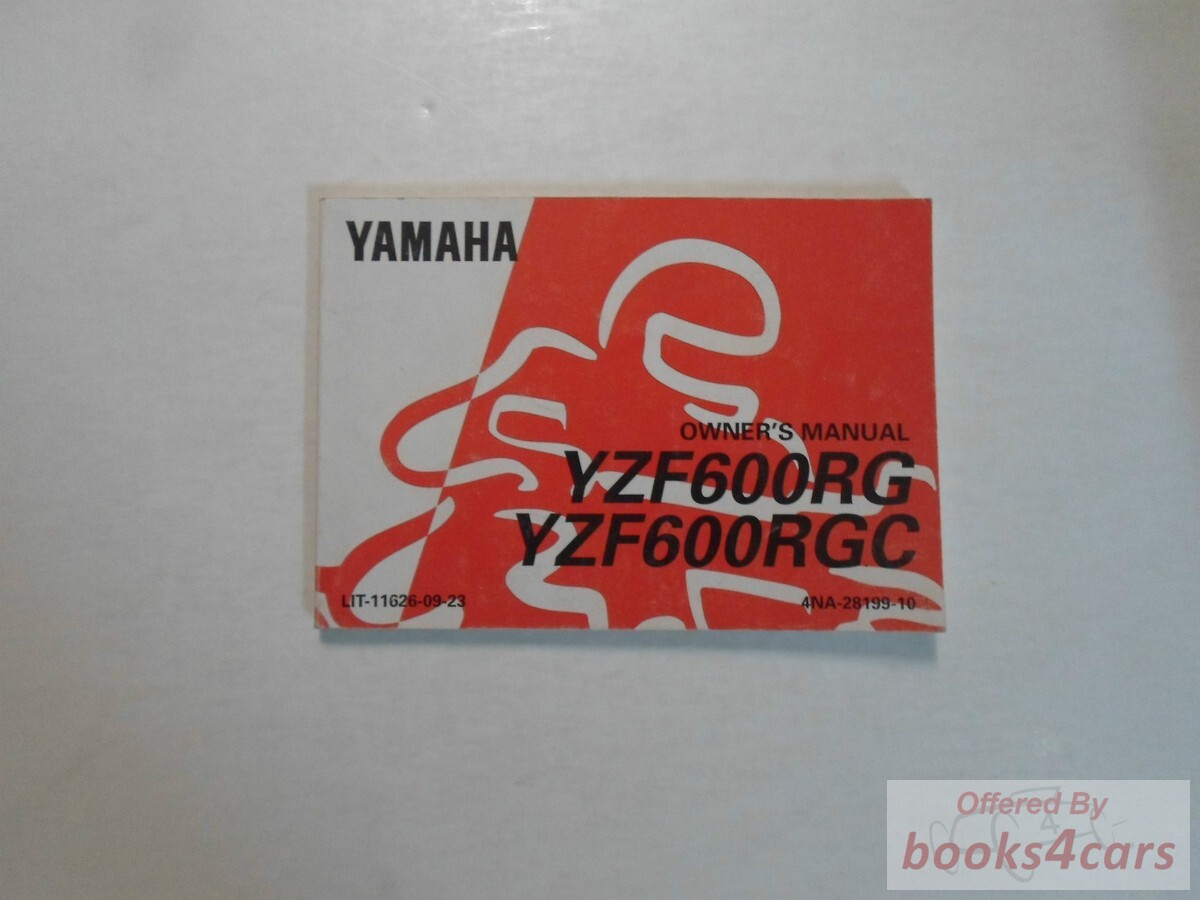 YAMAHA
OWNER'S MANUAL
YZF600RG
YZF600RGC
LIT-11626-09-23
4NA-28199-10
Offered By
books4cars